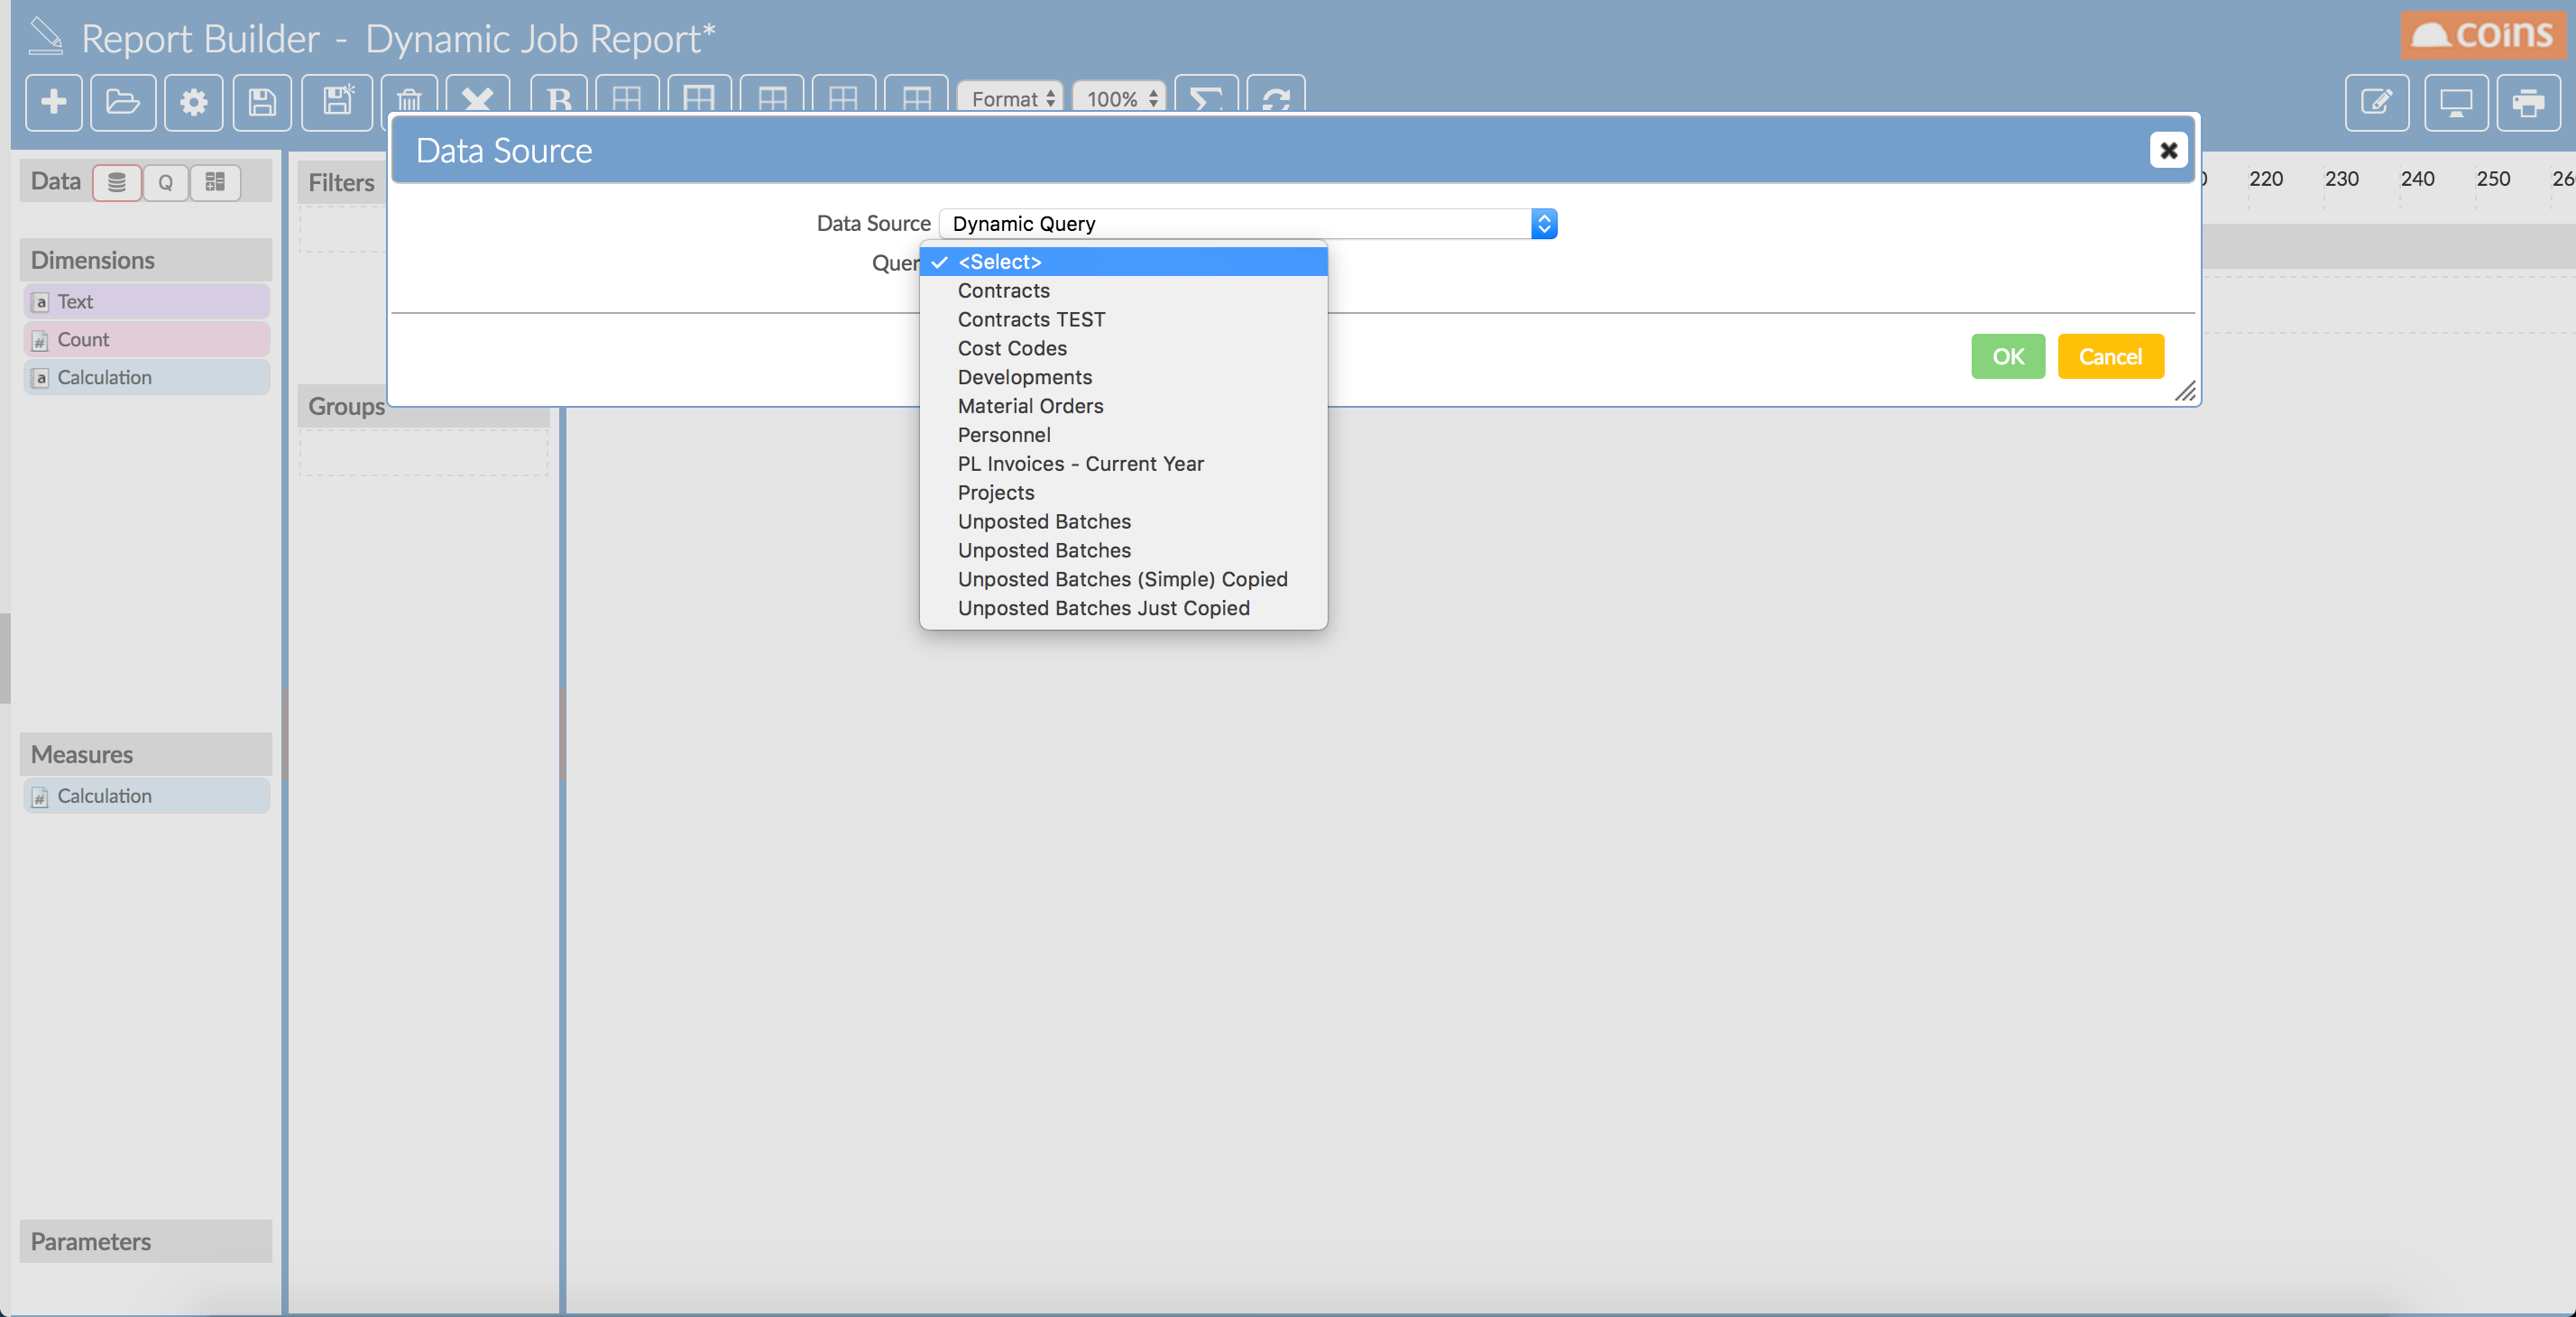 Report Builder - Dynamic Job Report*
coins
B
Format
100%
Data Source
Data
Q
Filters
220
230
240
250
Data Source
Dynamic Query
Dimensions
<Select>
Text
Contracts
Count
Contracts TEST
Calculation
Cost Codes
OK
Cancel
Developments
Groups
Material Orders
Personnel
PL Invoices - Current Year
Projects
Unposted Batches
Unposted Batches
Unposted Batches (Simple) Copied
Unposted Batches Just Copied
Measures
Calculation
Parameters